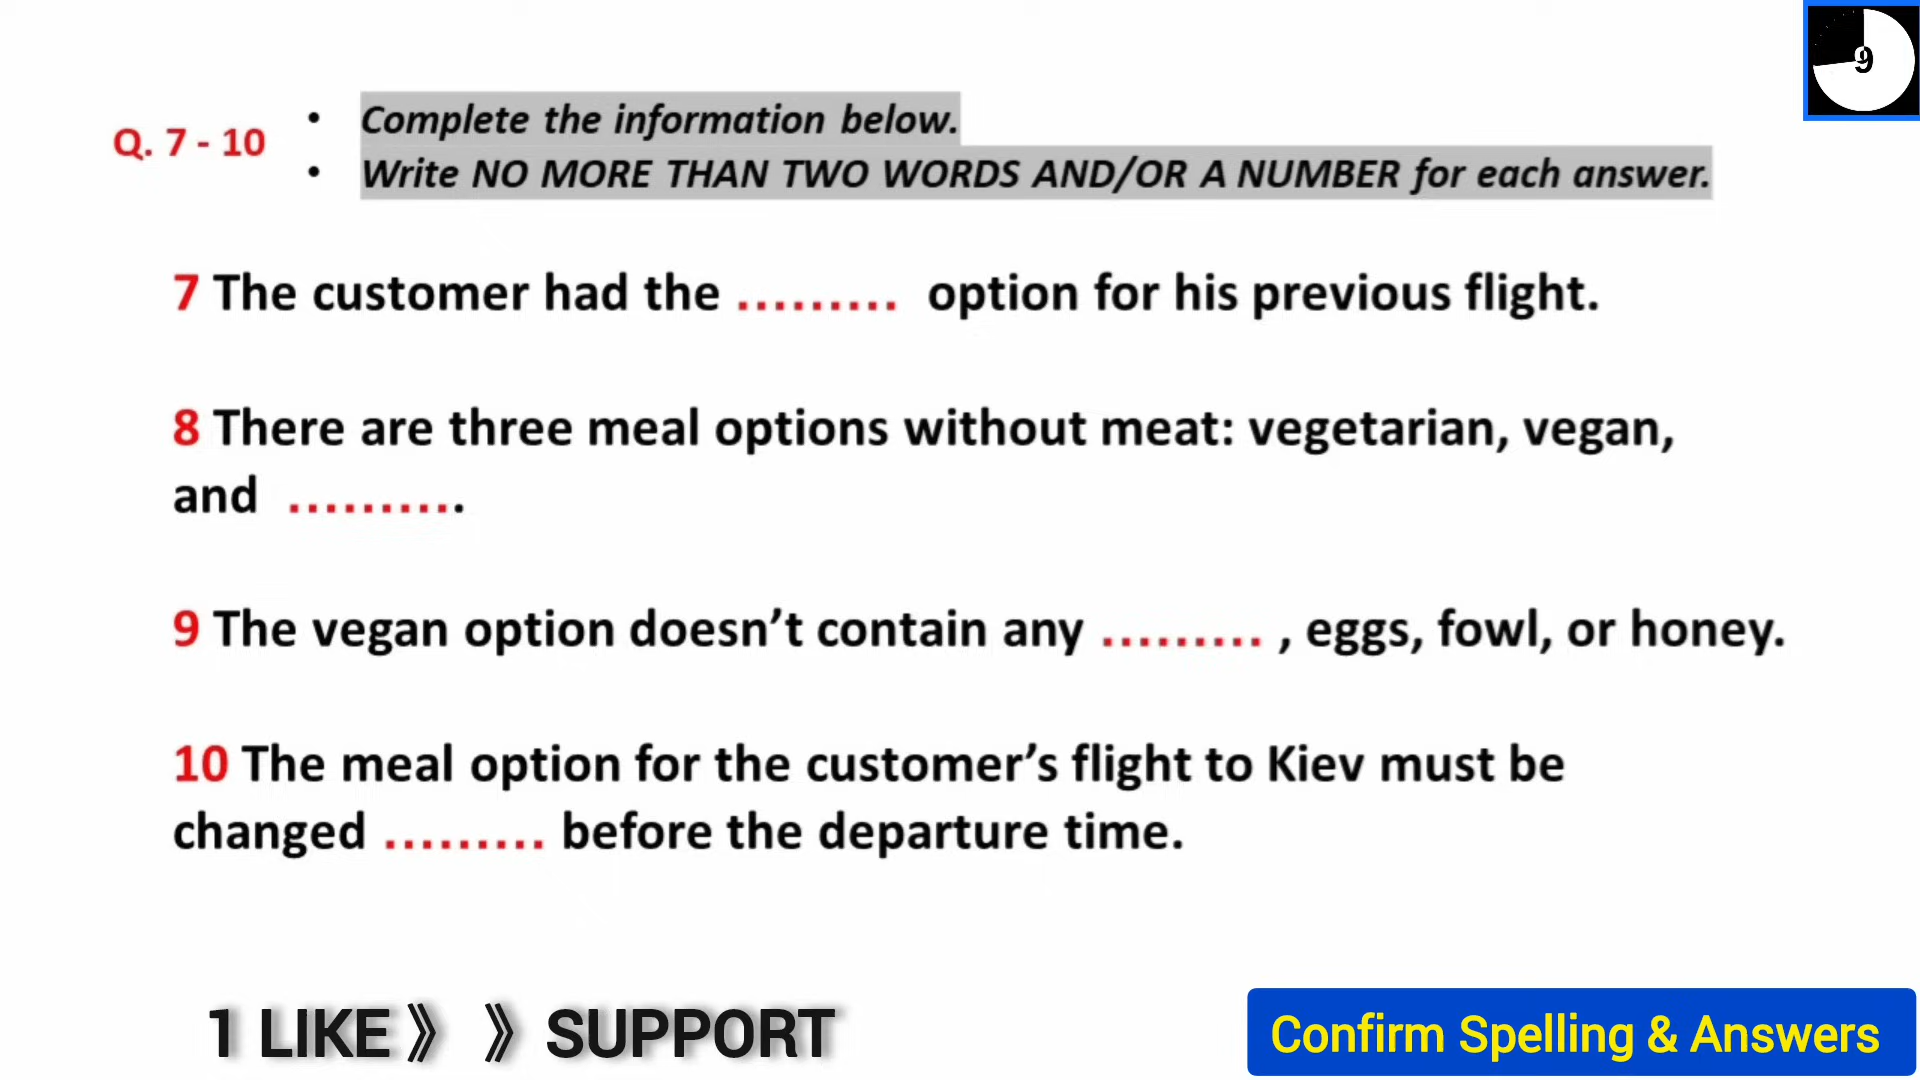 9
Q. 7 - 10
• Complete the information below.
• Write NO MORE THAN TWO WORDS AND/OR A NUMBER for each answer.
7 The customer had the ......... option for his previous flight.
8 There are three meal options without meat: vegetarian, vegan,
and ..........
9 The vegan option doesn’t contain any ......... , eggs, fowl, or honey.
10 The meal option for the customer’s flight to Kiev must be
changed ......... before the departure time.
1 LIKE》 》SUPPORT
Confirm Spelling & Answers